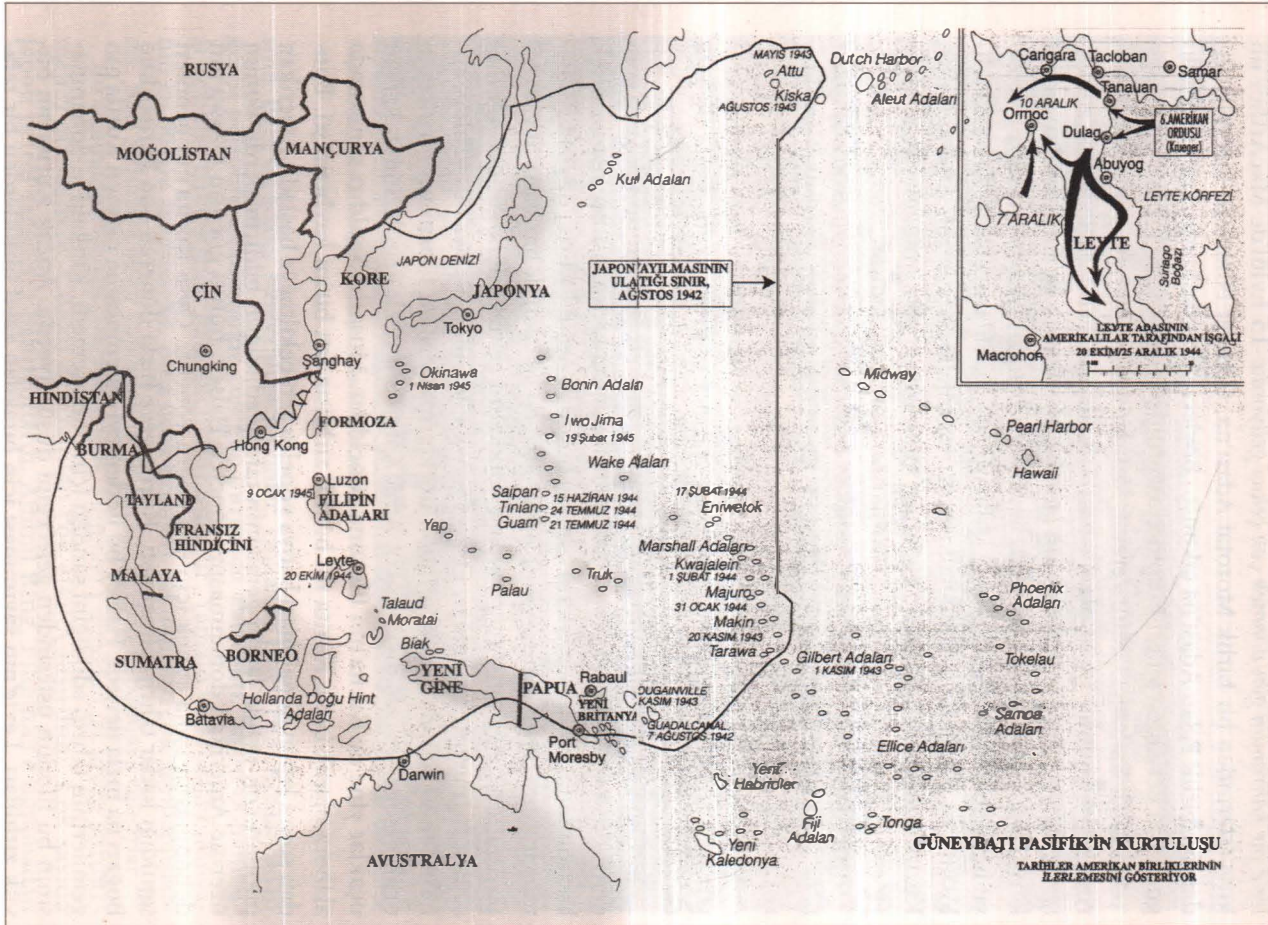 RUSYA
MOĞOLİSTAN
MANÇURYA
ÇİN
KORE
JAPON DENİZİ
JAPONYA
Tokyo
Chungking
Şanghay
Kuril Adaları
MAYIS 1943
Attu
Kiska
AĞUSTOS 1943
Dutch Harbor
Aleut Adaları
JAPON YAYILMASININ
ULAŞTIĞI SINIR,
AĞUSTOS 1942
Carigara
Tacloban
Samar
Tanauan
10 ARALIK
Ormoc
Dulag
6.AMERİKAN
ORDUSU
(Krueger)
Abuyog
LEYTE KÖRFEZİ
7 ARALIK
LEYTE
Surigao
Boğazı
LEYTE ADASININ
AMERİKALILAR TARAFINDAN İŞGALİ
20 EKİM/25 ARALIK 1944
Macrohon
HİNDİSTAN
BURMA
TAYLAND
FRANSIZ
HİNDİÇİNİ
MALAYA
SUMATRA
BORNEO
Batavia
Hollanda Doğu Hint
Adaları
Hong Kong
FORMOZA
Okinawa
1 Nisan 1945
Bonin Adaları
Iwo Jima
19 Şubat 1945
Wake Adaları
Luzon
9 OCAK 1945
FİLİPİN
ADALARI
Leyte
20 EKİM 1944
Saipan
15 HAZİRAN 1944
Tinian
24 TEMMUZ 1944
Guam
21 TEMMUZ 1944
Yap
Palau
Truk
Talaud
Moratai
Biak
YENİ
GİNE
PAPUA
Rabaul
YENİ
BRİTANYA
Port
Moresby
Darwin
AVUSTRALYA
17 ŞUBAT 1944
Eniwetok
Marshall Adaları
Kwajalein
1 ŞUBAT 1944
Majuro
31 OCAK 1944
Makin
20 KASIM 1943
Tarawa
Gilbert Adaları
1 KASIM 1943
OUGAINVILLE
KASIM 1943
GUADALCANAL
7 AĞUSTOS 1942
Midway
Pearl Harbor
Hawaii
Phoenix
Adaları
Tokelau
Samoa
Adaları
Ellice Adaları
Yeni
Habridler
Fiji
Adaları
Tonga
Yeni
Kaledonya
GÜNEYBATI PASİFİK'İN KURTULUŞU
TARİHLER AMERİKAN BİRLİKLERİNİN
İLERLEMESİNİ GÖSTERİYOR